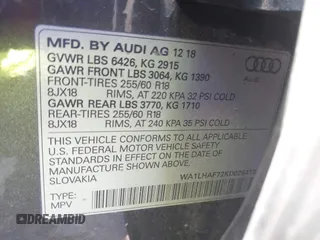 MFD. BY AUDI AG 12 18
GVWR LBS 6426, KG 2915
GAWR FRONT LBS 3064, KG 1390
FRONT-TIRES 255/60 R18
8JX18 RIMS, AT 220 KPA 32 PSI COLD
GAWR REAR LBS 3770, KG 1710
REAR-TIRES 255/60 R18
8JX18 RIMS, AT 240 KPA 35 PSI COLD
THIS VEHICLE CONFORMS TO ALL APPLICABLE
U.S. FEDERAL MOTOR VEHICLE SAFETY
STANDARDS IN EFFECT ON THE DATE OF
MANUFACTURE SHOWN ABOVE.
SLOVAKIA
TYPE:
MPV
Audi
DREAMBID